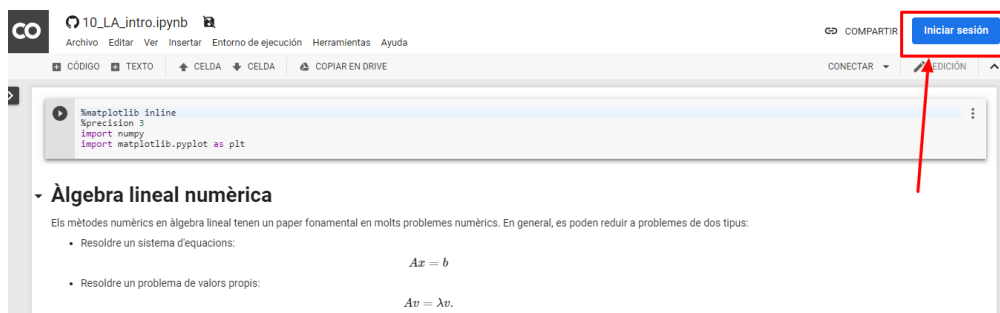 CO 10_LA_intro.ipynb
Archivo Editar Ver Insertar Entorno de ejecución Herramientas Ayuda
COMPARTIR Iniciar sesión
CÓDIGO TEXTO CELDA CELDA COPIAR EN DRIVE CONECTAR EDICIÓN
%matplotlib inline
%precision 3
import numpy
import matplotlib.pyplot as plt
Àlgebra lineal numèrica
Els mètodes numèrics en àlgebra lineal tenen un paper fonamental en molts problemes numèrics. En general, es poden reduir a problemes de dos tipus:
• Resoldre un sistema d'equacions:
Ax = b
• Resoldre un problema de valors propis:
Av = λv.